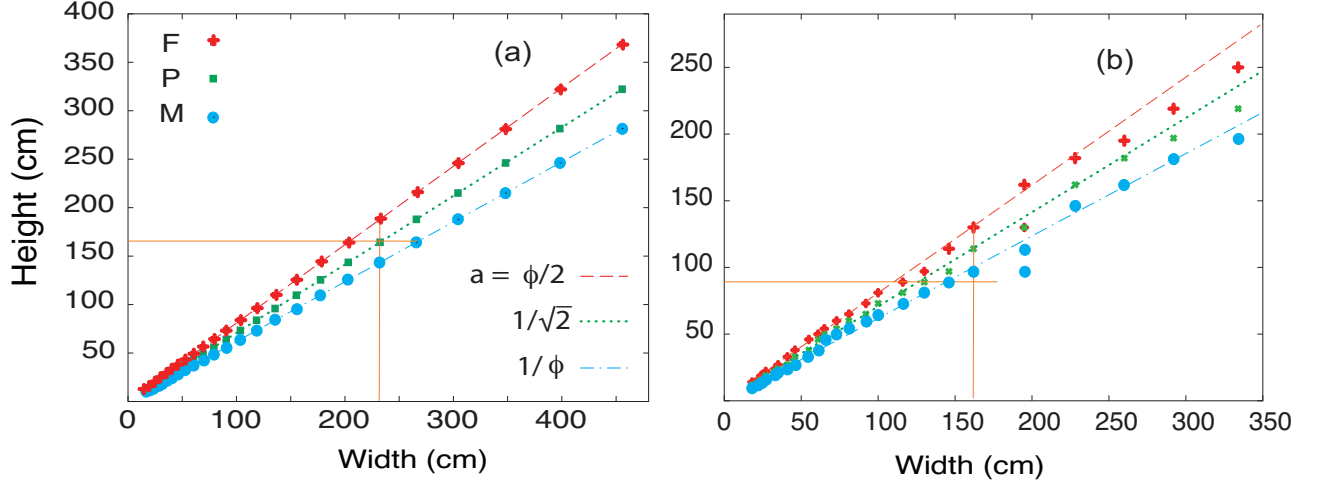 400
350
300
250
200
150
100
50
0 100 200 300 400
Height (cm)
Width (cm)
F
P
M
(a)
a = ϕ/2
1/√2
1/ϕ
250
200
150
100
50
0 50 100 150 200 250 300 350
(b)
Width (cm)